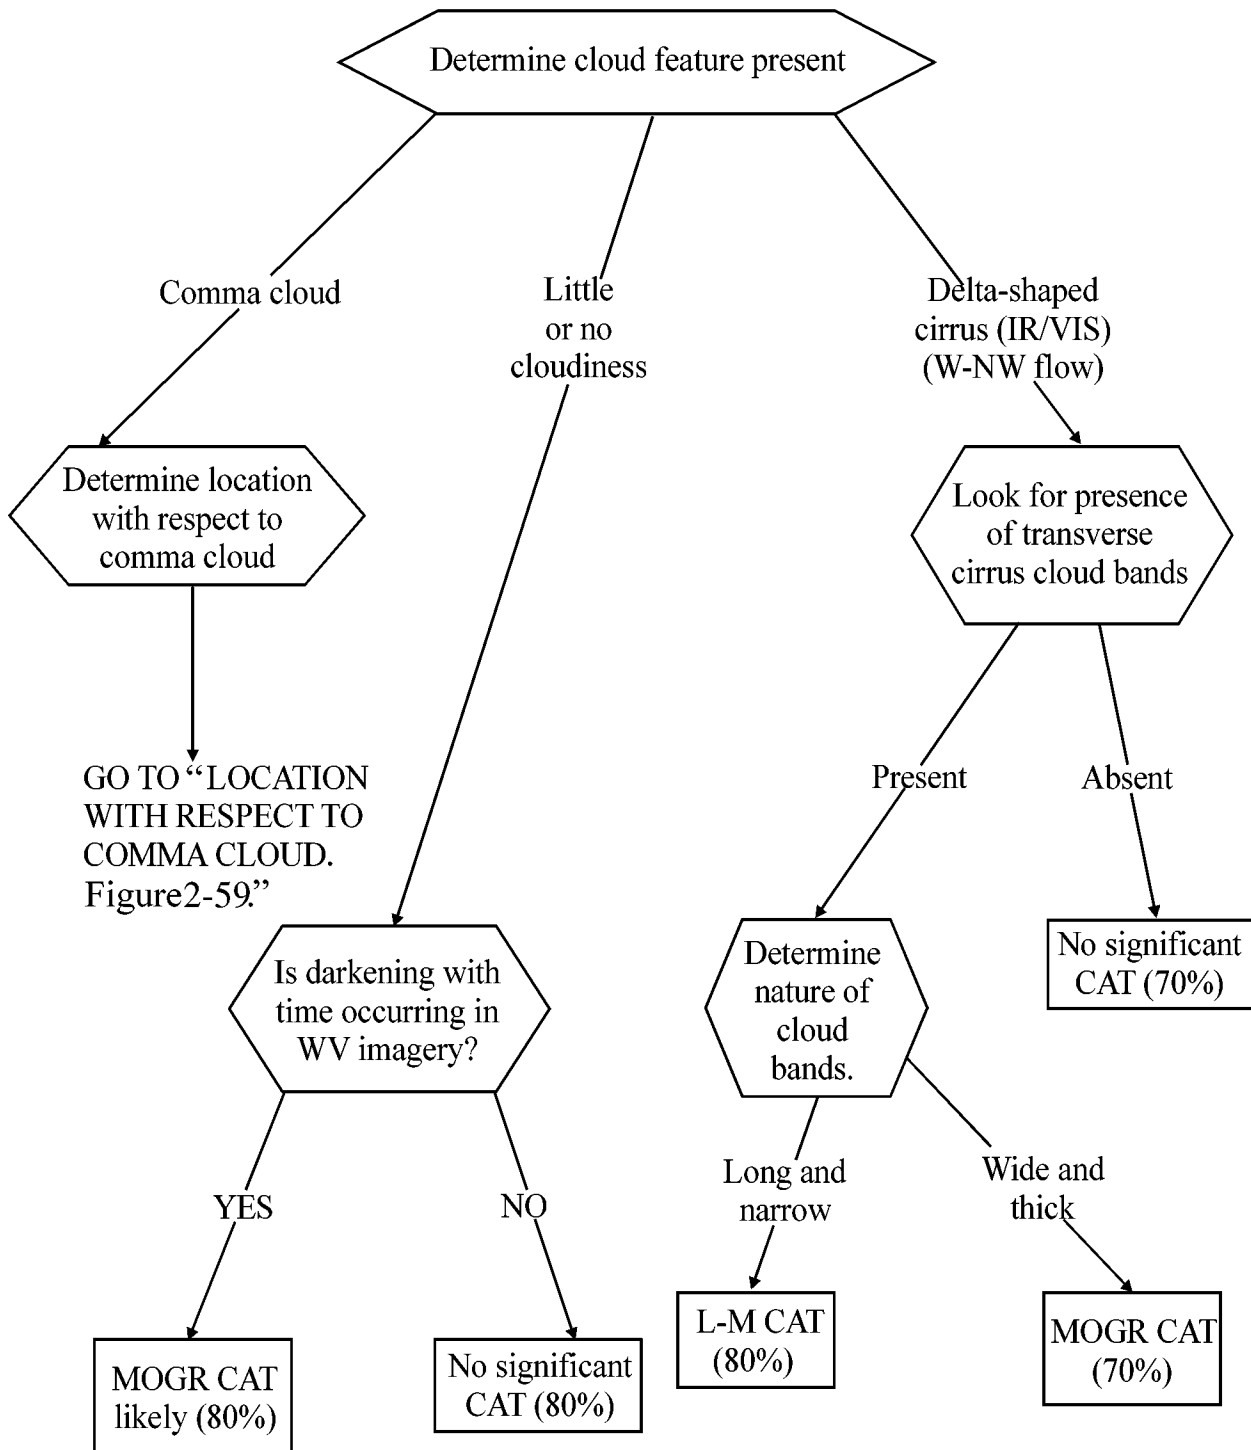 Determine cloud feature present
Comma cloud
Little
or no
cloudiness
Delta-shaped
cirrus (IR/VIS)
(W-NW flow)
Determine location
with respect to
comma cloud
Look for presence
of transverse
cirrus cloud bands
GO TO “LOCATION
WITH RESPECT TO
COMMA CLOUD.
Figure2-59.”
Present
Absent
Is darkening with
time occurring in
WV imagery?
Determine
nature of
cloud
bands.
No significant
CAT (70%)
YES
NO
Long and
narrow
Wide and
thick
MOGR CAT
likely (80%)
No significant
CAT (80%)
L-M CAT
(80%)
MOGR CAT
(70%)